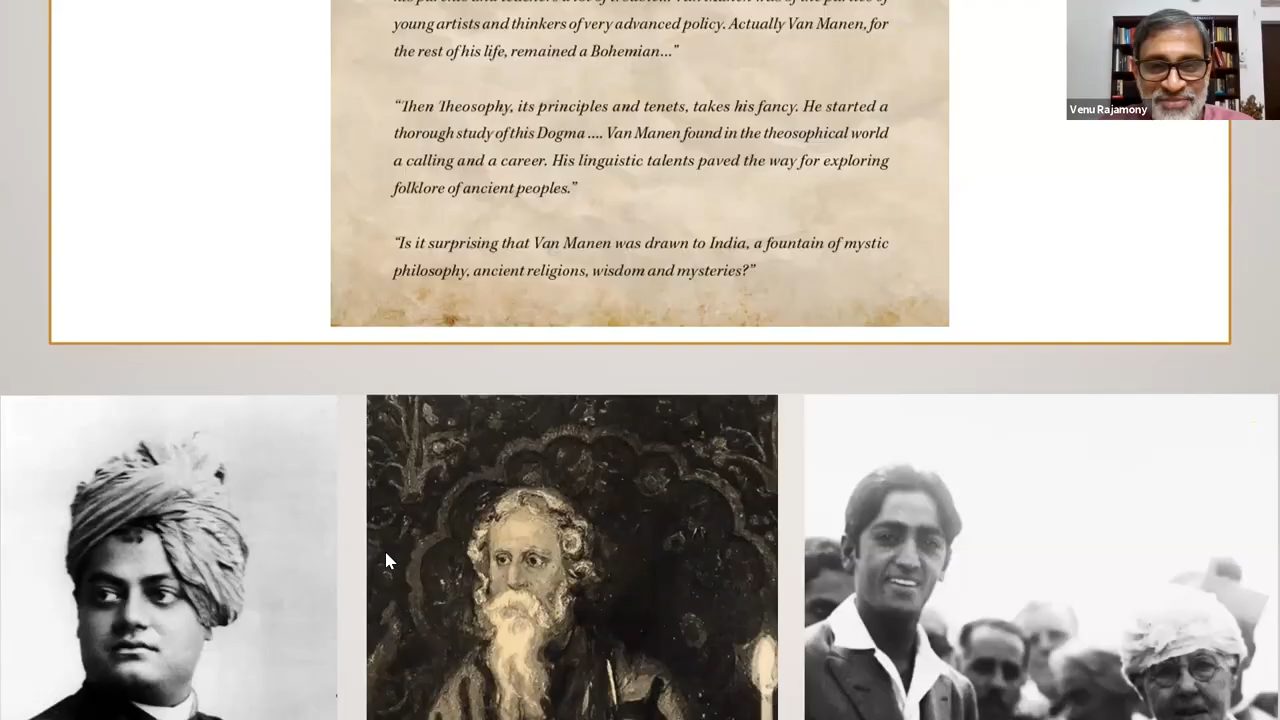 young artists and thinkers of very advanced policy. Actually Van Manen, for
the rest of his life, remained a Bohemian...”
“Then Theosophy, its principles and tenets, takes his fancy. He started a
thorough study of this Dogma .... Van Manen found in the theosophical world
a calling and a career. His linguistic talents paved the way for exploring
folklore of ancient peoples.”
“Is it surprising that Van Manen was drawn to India, a fountain of mystic
philosophy, ancient religions, wisdom and mysteries?”
Venu Rajamony